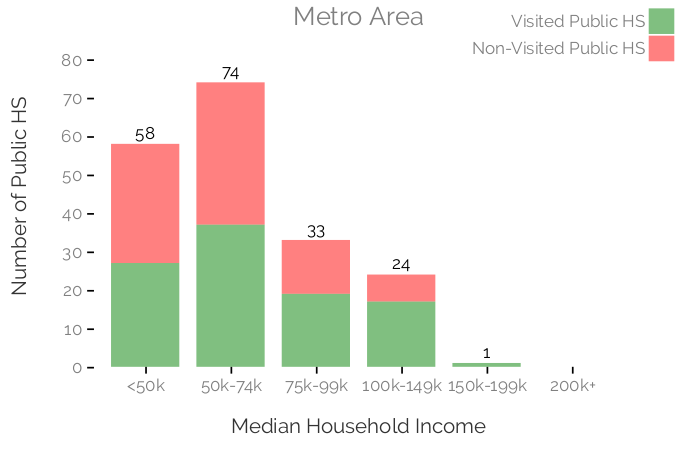 Metro Area
Visited Public HS
Non-Visited Public HS
Number of Public HS
80
70
60
50
40
30
20
10
0
58
74
33
24
1
<50k
50k-74k
75k-99k
100k-149k
150k-199k
200k+
Median Household Income